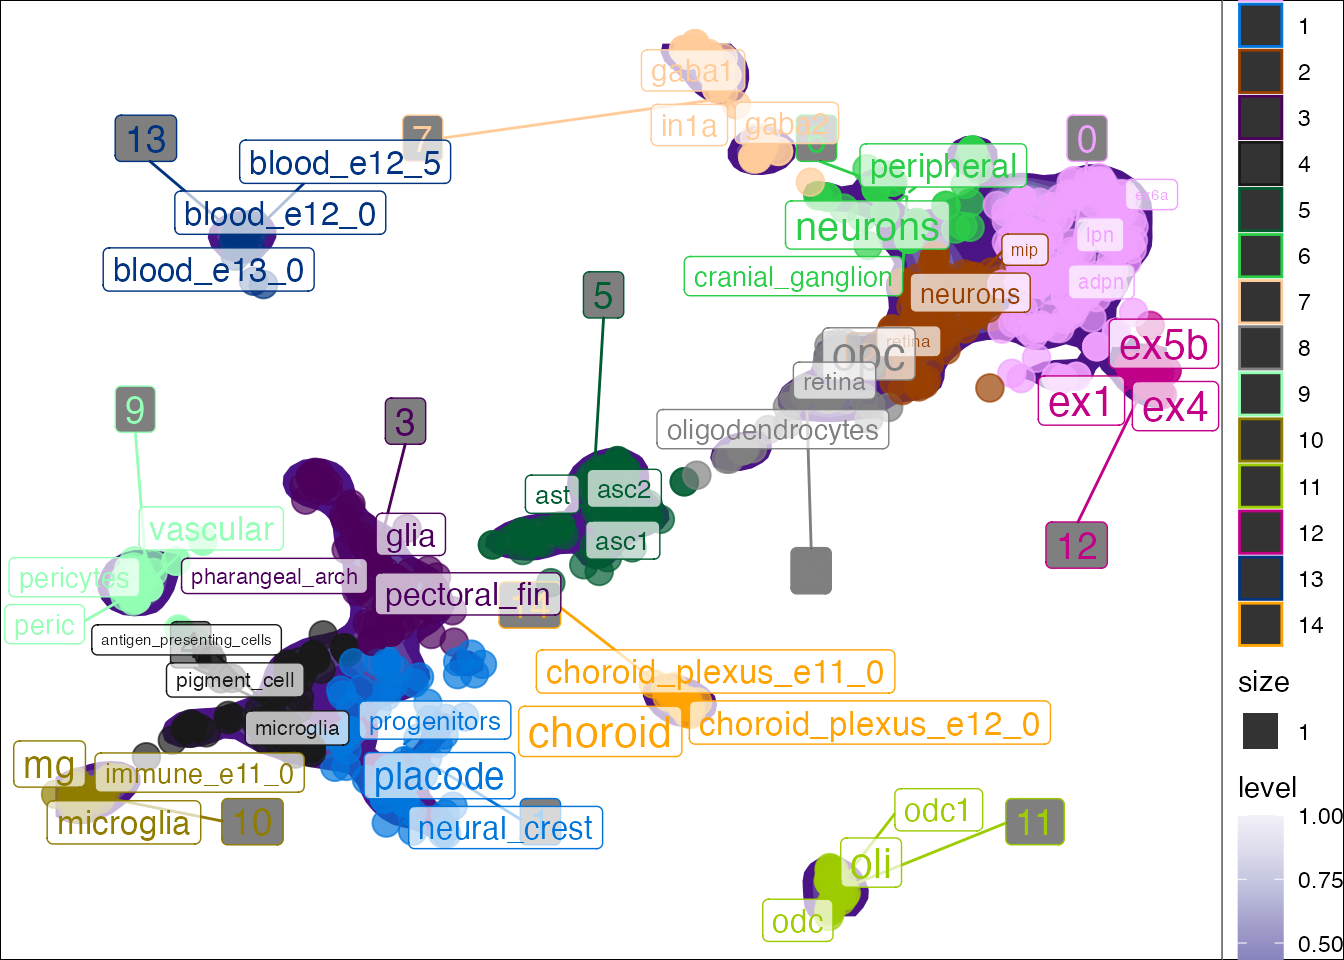 gaba1
in1a
gaba2
13
7
6
0
blood_e12_5
blood_e12_0
blood_e13_0
peripheral
neurons
cranial_ganglion
ex6a
lpn
adpn
mip
neurons
retina
opc
retina
oligodendrocytes
ex5b
ex1
ex4
12
5
9
3
ast
asc2
asc1
vascular
pericytes
peric
glia
pharangeal_arch
pectoral_fin
14
antigen_presenting_cells
pigment_cell
microglia
progenitors
placode
neural_crest
1
choroid_plexus_e11_0
choroid
choroid_plexus_e12_0
mg
immune_e11_0
microglia
10
odc1
11
oli
odc
1
2
3
4
5
6
7
8
9
10
11
12
13
14
size
1
level
1.00
0.75
0.50